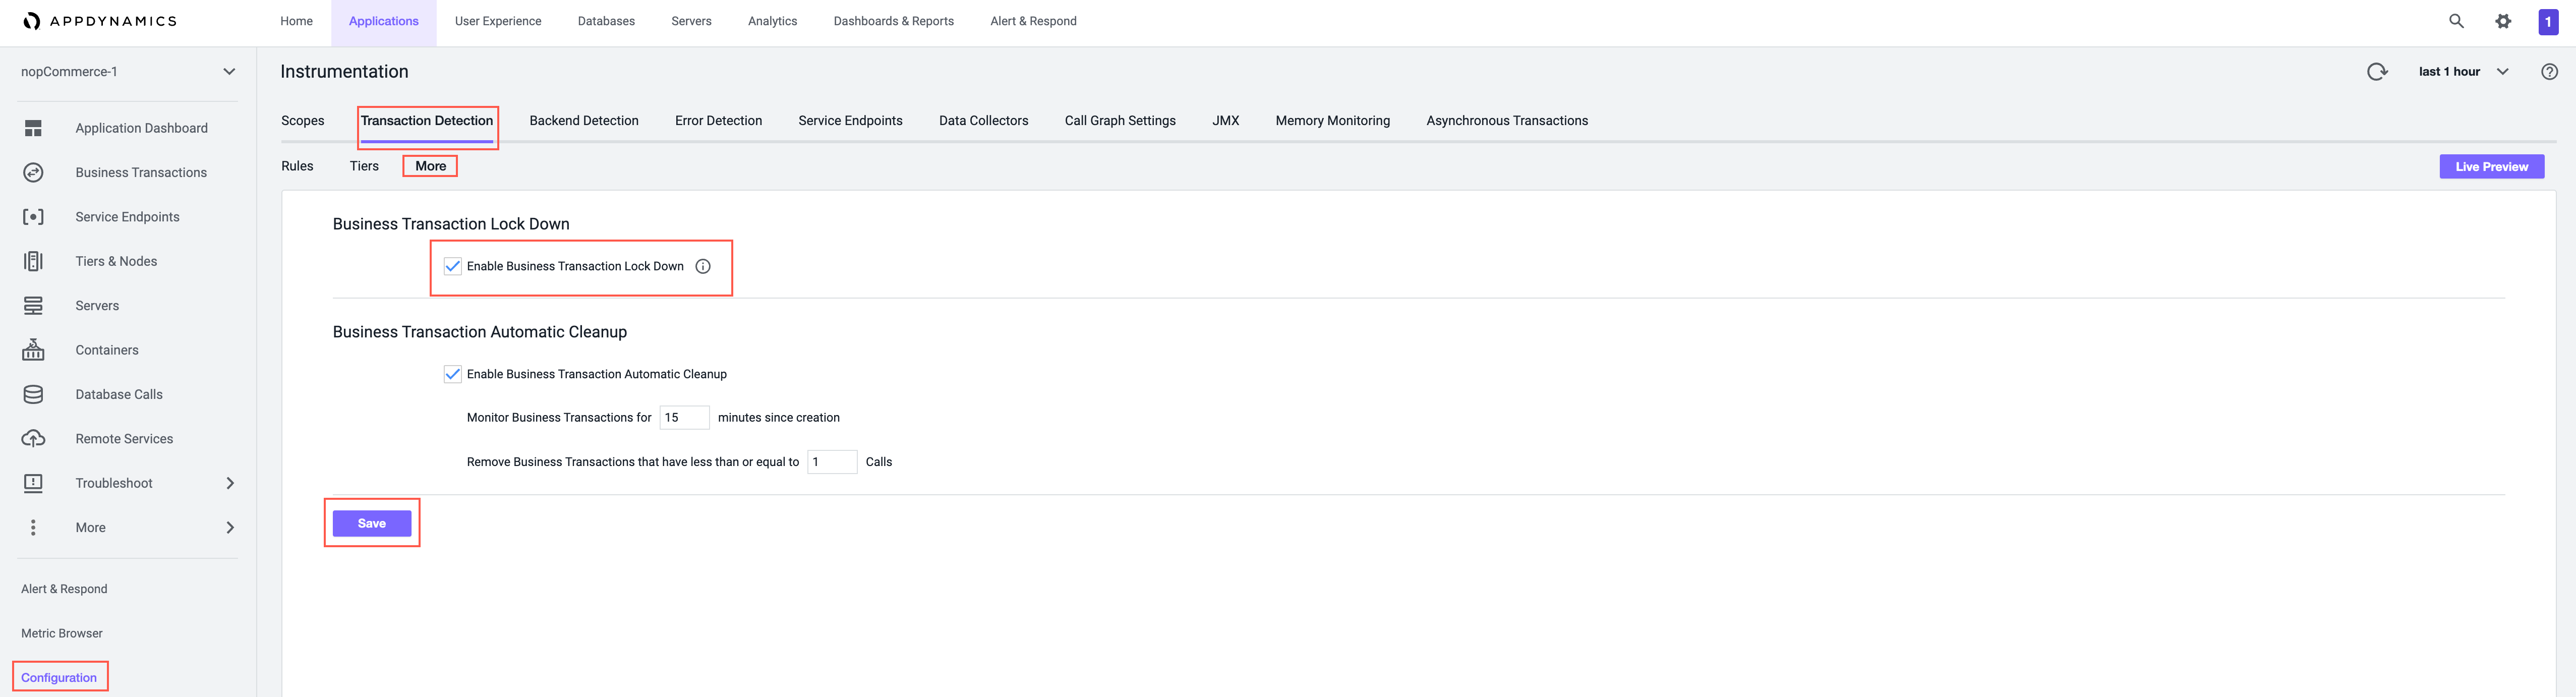 APPDYNAMICS
Home
Applications
User Experience
Databases
Servers
Analytics
Dashboards & Reports
Alert & Respond
1
nopCommerce-1
Application Dashboard
Business Transactions
Service Endpoints
Tiers & Nodes
Servers
Containers
Database Calls
Remote Services
Troubleshoot
More
Alert & Respond
Metric Browser
Configuration
Instrumentation
last 1 hour
Scopes
Transaction Detection
Backend Detection
Error Detection
Service Endpoints
Data Collectors
Call Graph Settings
JMX
Memory Monitoring
Asynchronous Transactions
Rules
Tiers
More
Live Preview
Business Transaction Lock Down
Enable Business Transaction Lock Down
Business Transaction Automatic Cleanup
Enable Business Transaction Automatic Cleanup
Monitor Business Transactions for 15 minutes since creation
Remove Business Transactions that have less than or equal to 1 Calls
Save